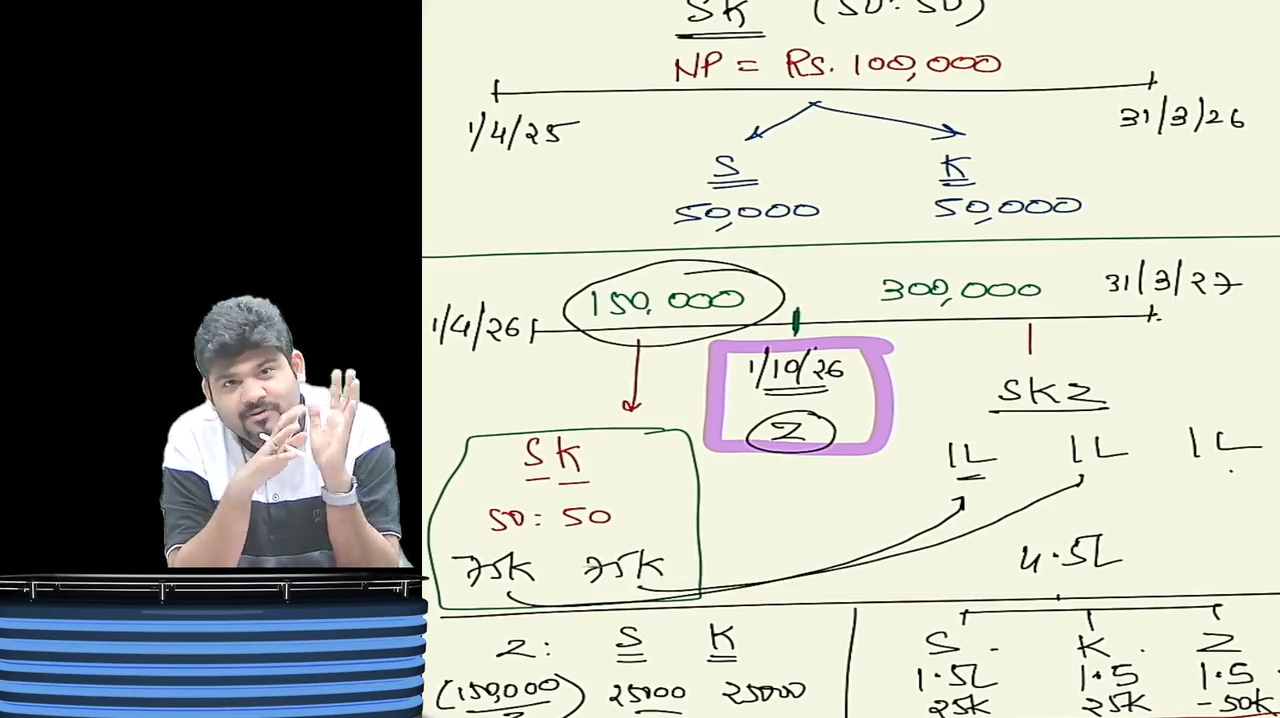 SK (50:50)
NP = Rs. 100,000
1/4/25 31/3/26
S K
50,000 50,000
150,000 300,000 31/3/27
1/4/26
1/10/26
Z
SKZ
SK
1L 1L 1L
50:50
75K 75K
4.5L
Z: S K
S. K. Z
(150,000) 25000 25000
1.5L 1.5 1.5
25K 25K -50K